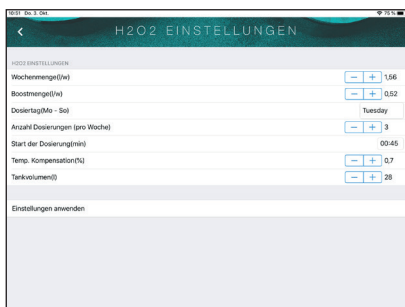 10:51 Do. 3. Okt.
75 %
H2O2 EINSTELLUNGEN
H2O2 EINSTELLUNGEN
Wochenmenge(l/w) − + 1,56
Boostmenge(l/w) − + 0,52
Dosiertag(Mo - So) Tuesday
Anzahl Dosierungen (pro Woche) − + 3
Start der Dosierung(min) 00:45
Temp. Kompensation(%) − + 0,7
Tankvolumen(l) − + 28
Einstellungen anwenden